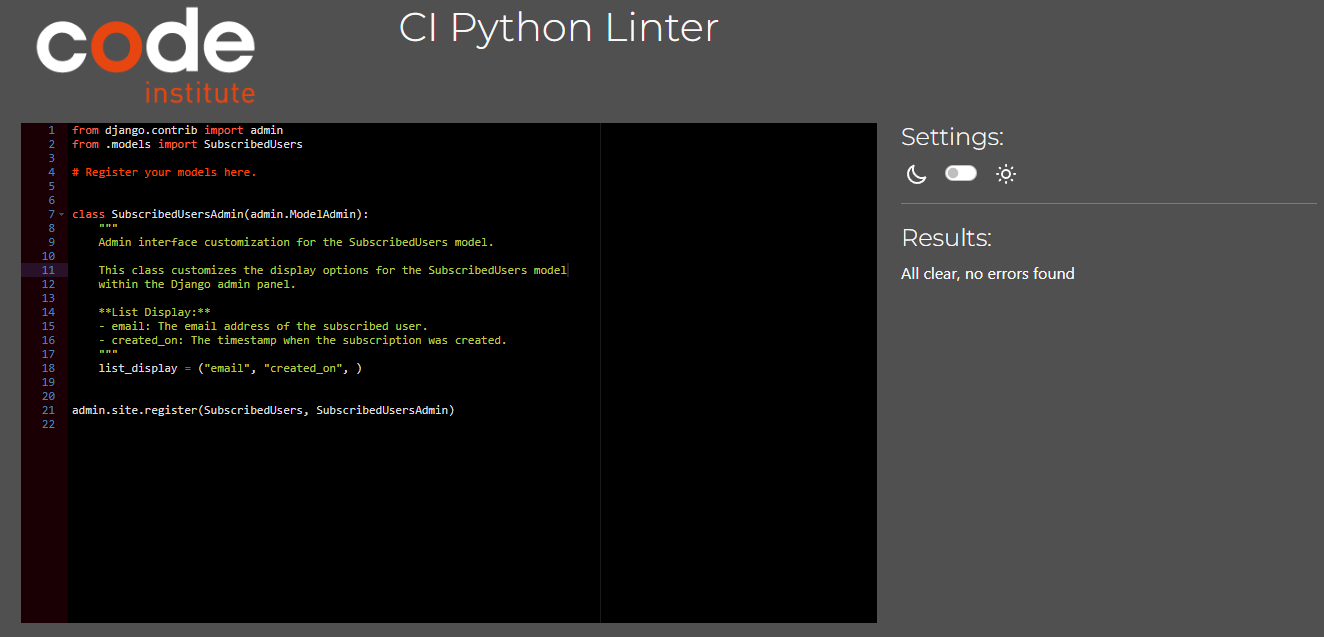 code
institute
CI Python Linter
1 from django.contrib import admin
2 from .models import SubscribedUsers
3
4 # Register your models here.
5
6
7 class SubscribedUsersAdmin(admin.ModelAdmin):
8     """
9     Admin interface customization for the SubscribedUsers model.
10
11     This class customizes the display options for the SubscribedUsers model
12     within the Django admin panel.
13
14     **List Display:**
15     - email: The email address of the subscribed user.
16     - created_on: The timestamp when the subscription was created.
17     """
18     list_display = ("email", "created_on", )
19
20
21 admin.site.register(SubscribedUsers, SubscribedUsersAdmin)
22
Settings:
Results:
All clear, no errors found